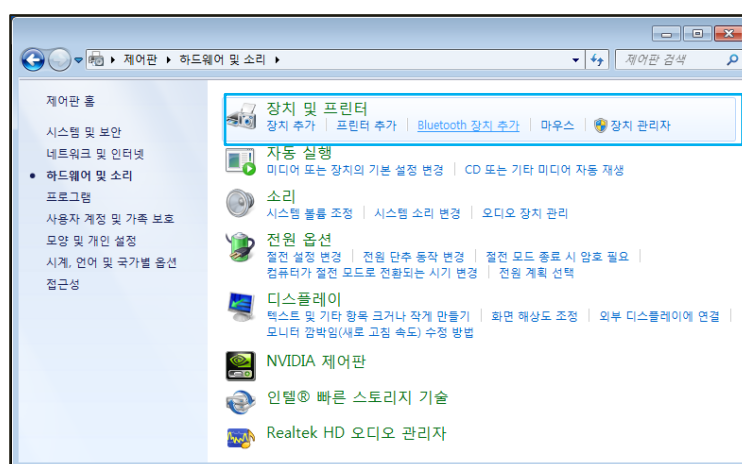 제어판 ▸ 하드웨어 및 소리 ▸
제어판 검색
제어판 홈
시스템 및 보안
네트워크 및 인터넷
하드웨어 및 소리
프로그램
사용자 계정 및 가족 보호
모양 및 개인 설정
시계, 언어 및 국가별 옵션
접근성
장치 및 프린터
장치 추가 | 프린터 추가 | Bluetooth 장치 추가 | 마우스 | 장치 관리자
자동 실행
미디어 또는 장치의 기본 설정 변경 | CD 또는 기타 미디어 자동 재생
소리
시스템 볼륨 조정 | 시스템 소리 변경 | 오디오 장치 관리
전원 옵션
절전 설정 변경 | 전원 단추 동작 변경 | 절전 모드 종료 시 암호 필요 |
컴퓨터가 절전 모드로 전환되는 시기 변경 | 전원 계획 선택
디스플레이
텍스트 및 기타 항목 크거나 작게 만들기 | 화면 해상도 조정 | 외부 디스플레이에 연결 |
모니터 깜박임(새로 고침 속도) 수정 방법
NVIDIA 제어판
인텔® 빠른 스토리지 기술
Realtek HD 오디오 관리자